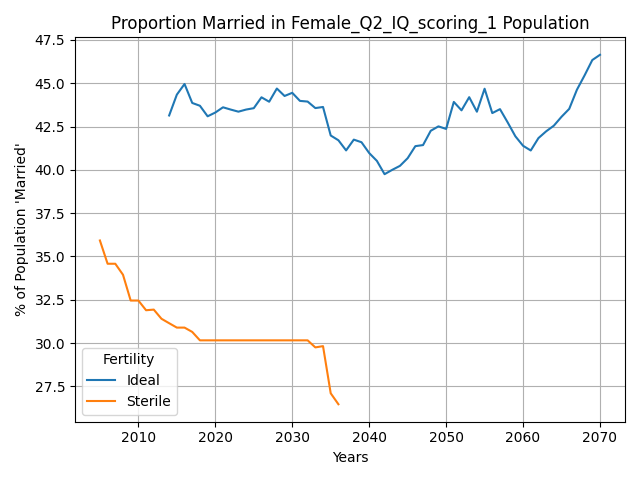 Proportion Married in Female_Q2_IQ_scoring_1 Population
% of Population 'Married'
47.5
45.0
42.5
40.0
37.5
35.0
32.5
30.0
27.5
Fertility
Ideal
Sterile
2010 2020 2030 2040 2050 2060 2070
Years